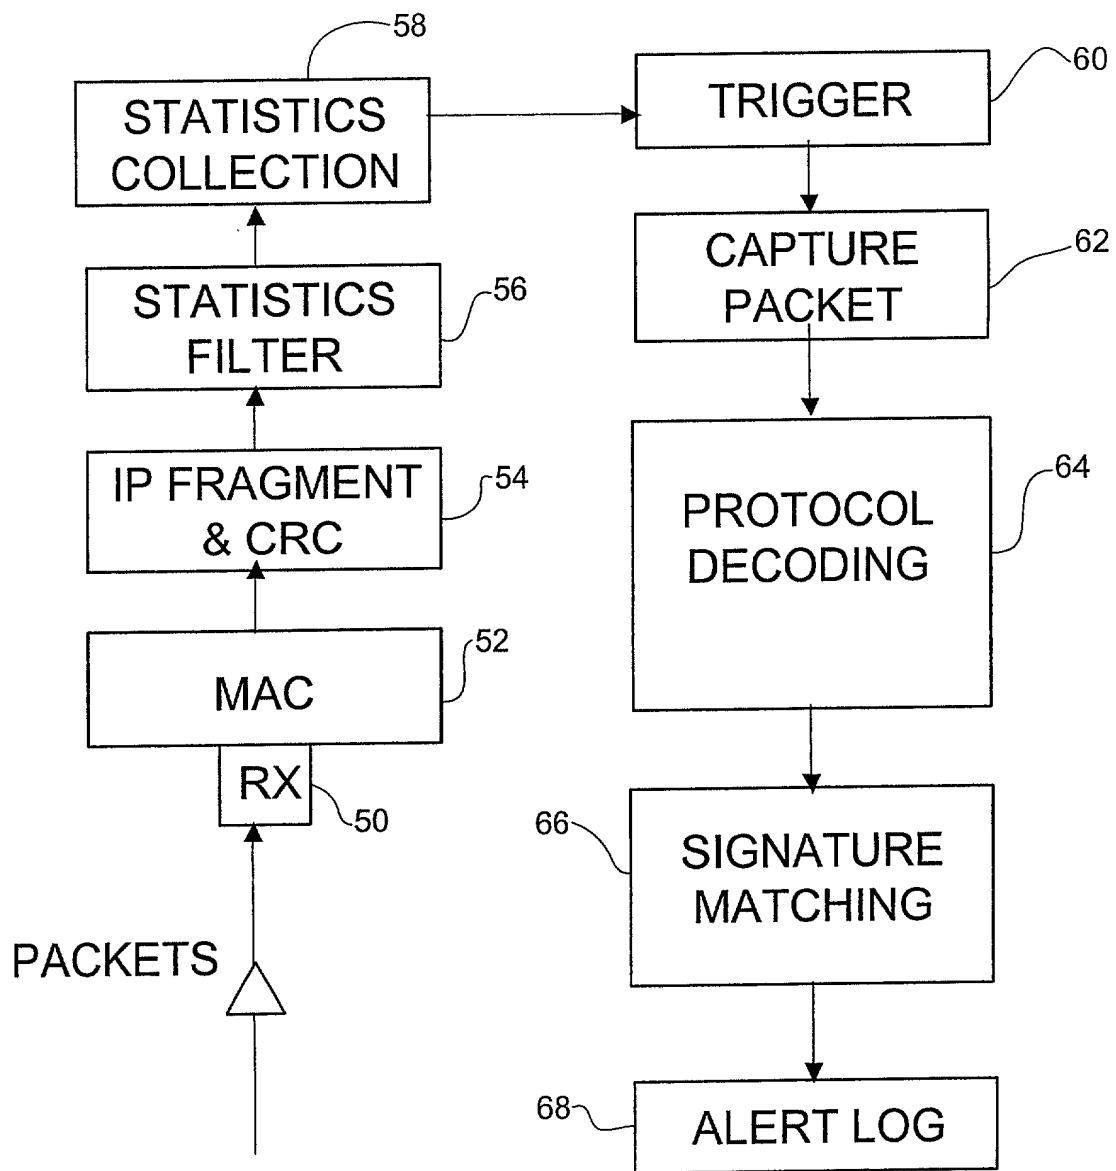 58
STATISTICS
COLLECTION
60
TRIGGER
62
CAPTURE
PACKET
56
STATISTICS
FILTER
54
IP FRAGMENT
& CRC
64
PROTOCOL
DECODING
52
MAC
RX
50
66
SIGNATURE
MATCHING
PACKETS
68
ALERT LOG